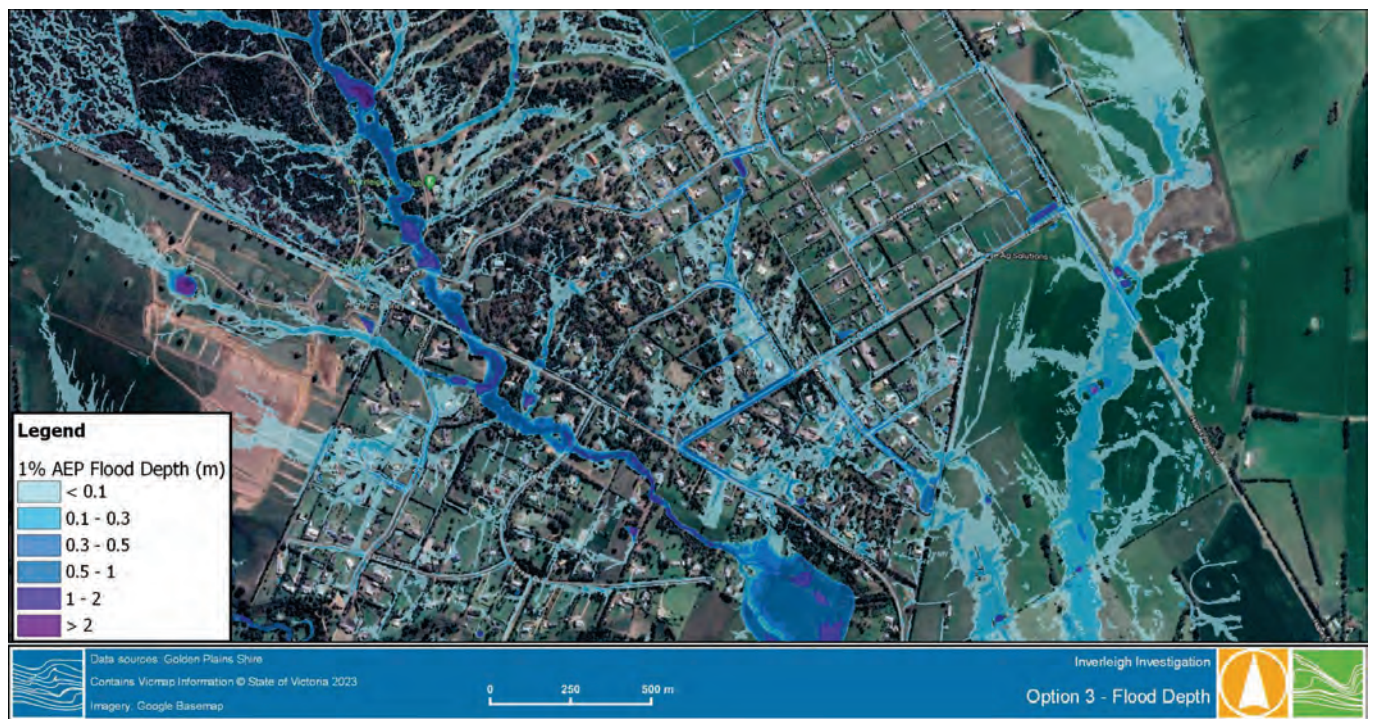 Ag Solutions
Legend
1% AEP Flood Depth (m)
< 0.1
0.1 - 0.3
0.3 - 0.5
0.5 - 1
1 - 2
> 2
Data sources: Golden Plains Shire
Contains Vicmap Information © State of Victoria 2023
Imagery: Google Basemap
0 250 500 m
Inverleigh Investigation
Option 3 - Flood Depth